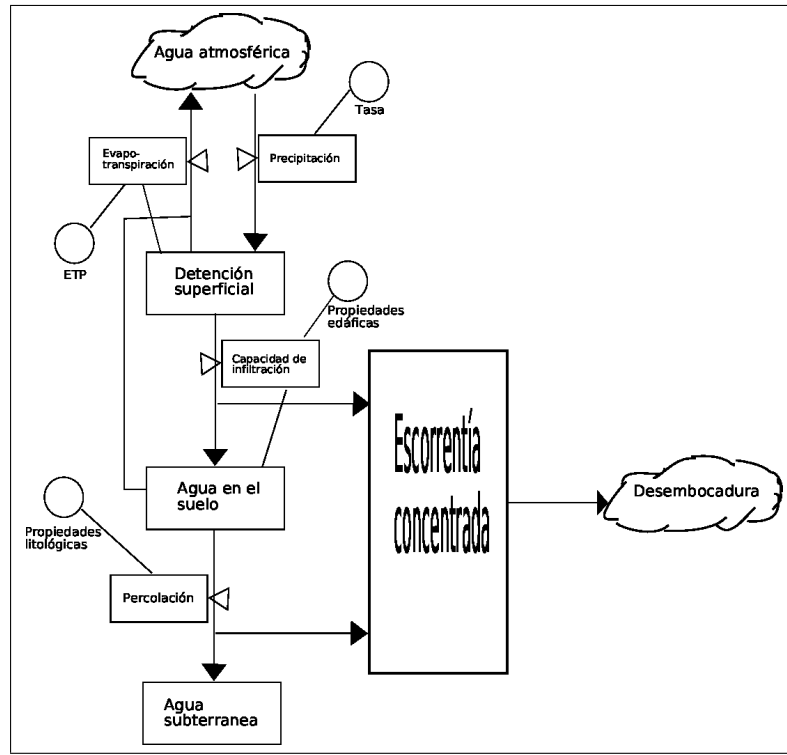 Agua atmosférica
Tasa
Evapo-
transpiración
Precipitación
ETP
Detención
superficial
Propiedades
edáficas
Capacidad de
infiltración
Escorrentía
concentrada
Agua en el
suelo
Desembocadura
Propiedades
litológicas
Percolación
Agua
subterranea